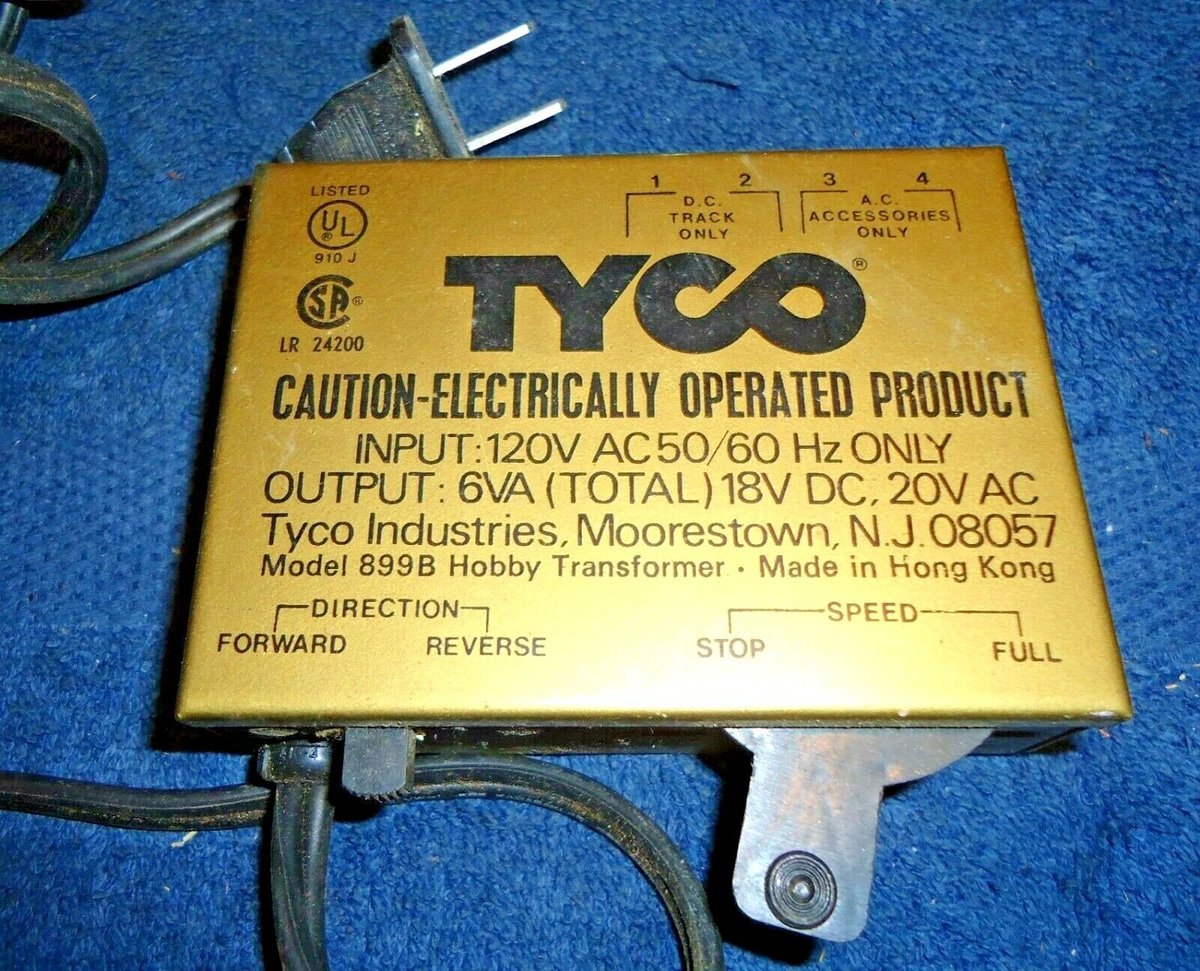 LISTED
UL®
910 J
SA®
LR 24200
1 2 3 4
D.C.
TRACK
ONLY
A.C.
ACCESSORIES
ONLY
TYCO®
CAUTION-ELECTRICALLY OPERATED PRODUCT
INPUT: 120V AC 50/60 Hz ONLY
OUTPUT: 6VA (TOTAL) 18V DC, 20V AC
Tyco Industries, Moorestown, N.J. 08057
Model 899B Hobby Transformer · Made in Hong Kong
DIRECTION
FORWARD REVERSE
SPEED
STOP FULL